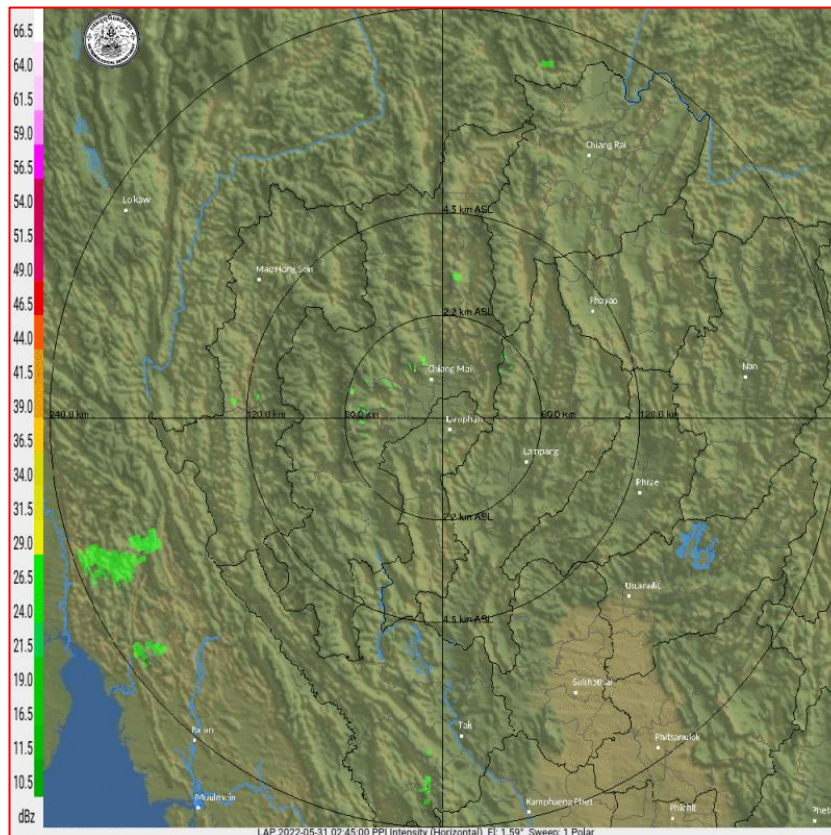 66.5
64.0
61.5
59.0
56.5
54.0
51.5
49.0
46.5
44.0
41.5
39.0
36.5
34.0
31.5
29.0
26.5
24.0
21.5
19.0
16.5
14.0
11.5
10.5
dBz
Chiang Rai
Loikaw
4.5 km ASL
Mae Hong Son
Phayao
2.2 km ASL
Chiang Mai
Nan
240.0 km
120.0 km
60.0 km
60.0 km
120.0 km
Lamphun
Lampang
Phrae
2.2 km ASL
Uttaradit
4.5 km ASL
Sukhothai
Tak
Pa'an
Phitsanulok
Moulmein
Kamphaeng Phet
Phichit
Phetc
LAP 2022-05-31 02:45:00 PPI Intensity (Horizontal), El: 1.59° Sweep: 1 Polar